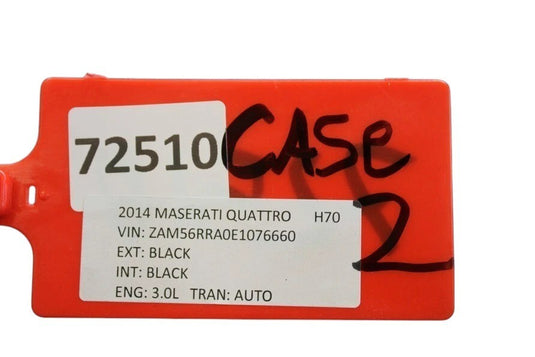 72510 CASe
2
2014 MASERATI QUATTRO H70
VIN: ZAM56RRA0E1076660
EXT: BLACK
INT: BLACK
ENG: 3.0L TRAN: AUTO